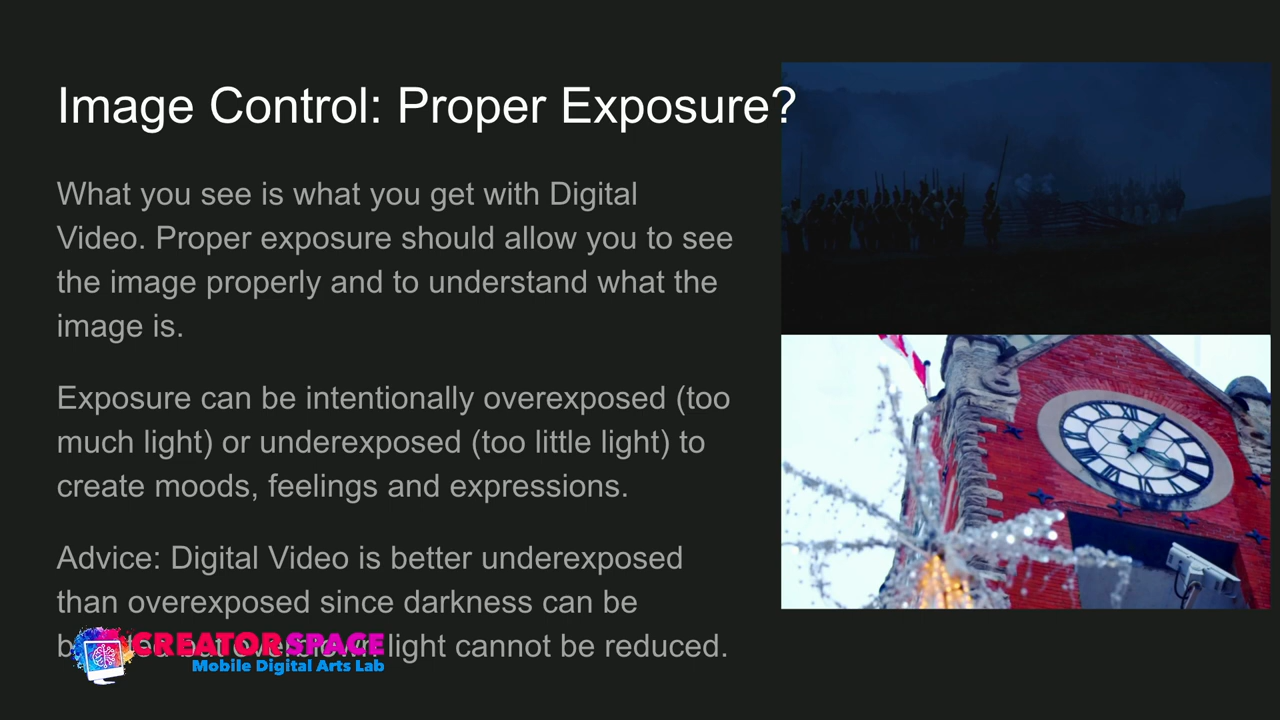 Image Control: Proper Exposure?
What you see is what you get with Digital
Video. Proper exposure should allow you to see
the image properly and to understand what the
image is.
Exposure can be intentionally overexposed (too
much light) or underexposed (too little light) to
create moods, feelings and expressions.
Advice: Digital Video is better underexposed
than overexposed since darkness can be
but overblown light cannot be reduced.
CREATORSPACE
Mobile Digital Arts Lab